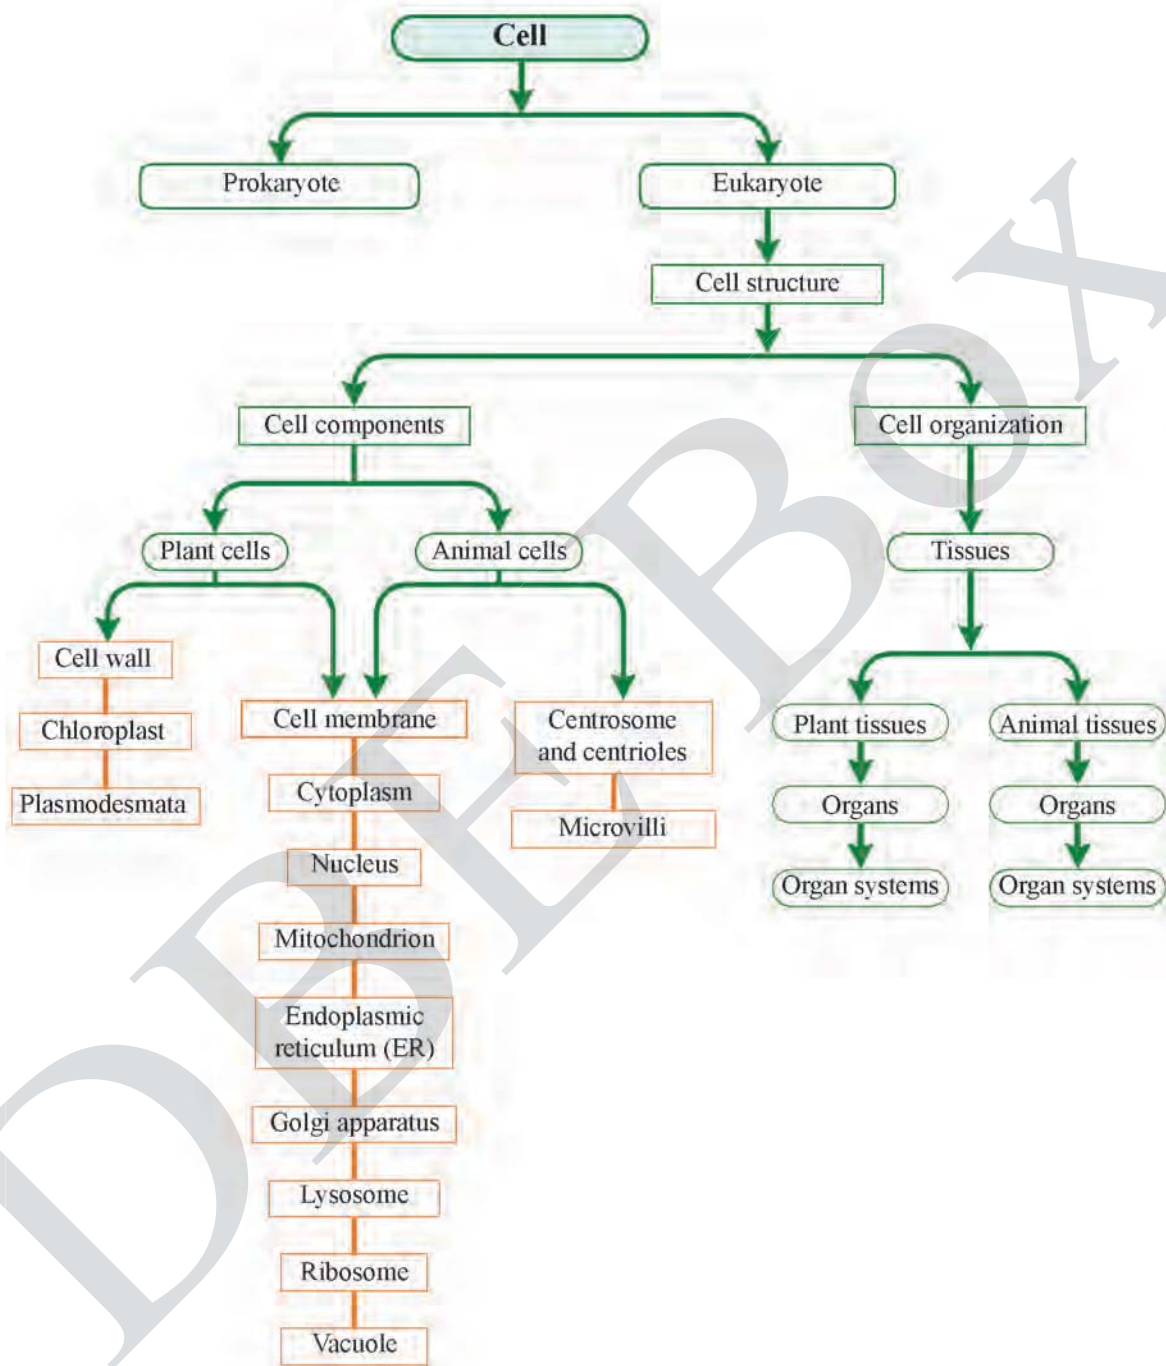 Cell
Prokaryote
Eukaryote
Cell structure
Cell components
Cell organization
Plant cells
Animal cells
Tissues
Cell wall
Chloroplast
Plasmodesmata
Cell membrane
Cytoplasm
Nucleus
Mitochondrion
Endoplasmic
reticulum (ER)
Golgi apparatus
Lysosome
Ribosome
Vacuole
Centrosome
and centrioles
Microvilli
Plant tissues
Organs
Organ systems
Animal tissues
Organs
Organ systems
DBE Box